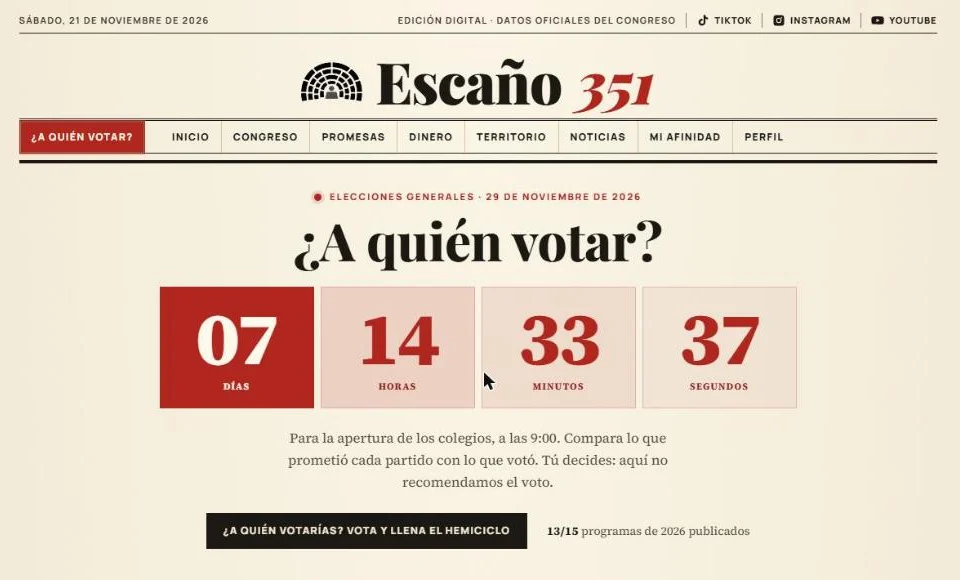 SÁBADO, 21 DE NOVIEMBRE DE 2026
EDICIÓN DIGITAL · DATOS OFICIALES DEL CONGRESO
TIKTOK
INSTAGRAM
YOUTUBE
Escaño 351
¿A QUIÉN VOTAR?
INICIO
CONGRESO
PROMESAS
DINERO
TERRITORIO
NOTICIAS
MI AFINIDAD
PERFIL
ELECCIONES GENERALES · 29 DE NOVIEMBRE DE 2026
¿A quién votar?
07
DÍAS
14
HORAS
33
MINUTOS
37
SEGUNDOS
Para la apertura de los colegios, a las 9:00. Compara lo que
prometió cada partido con lo que votó. Tú decides: aquí no
recomendamos el voto.
¿A QUIÉN VOTARÍAS? VOTA Y LLENA EL HEMICICLO
13/15 programas de 2026 publicados